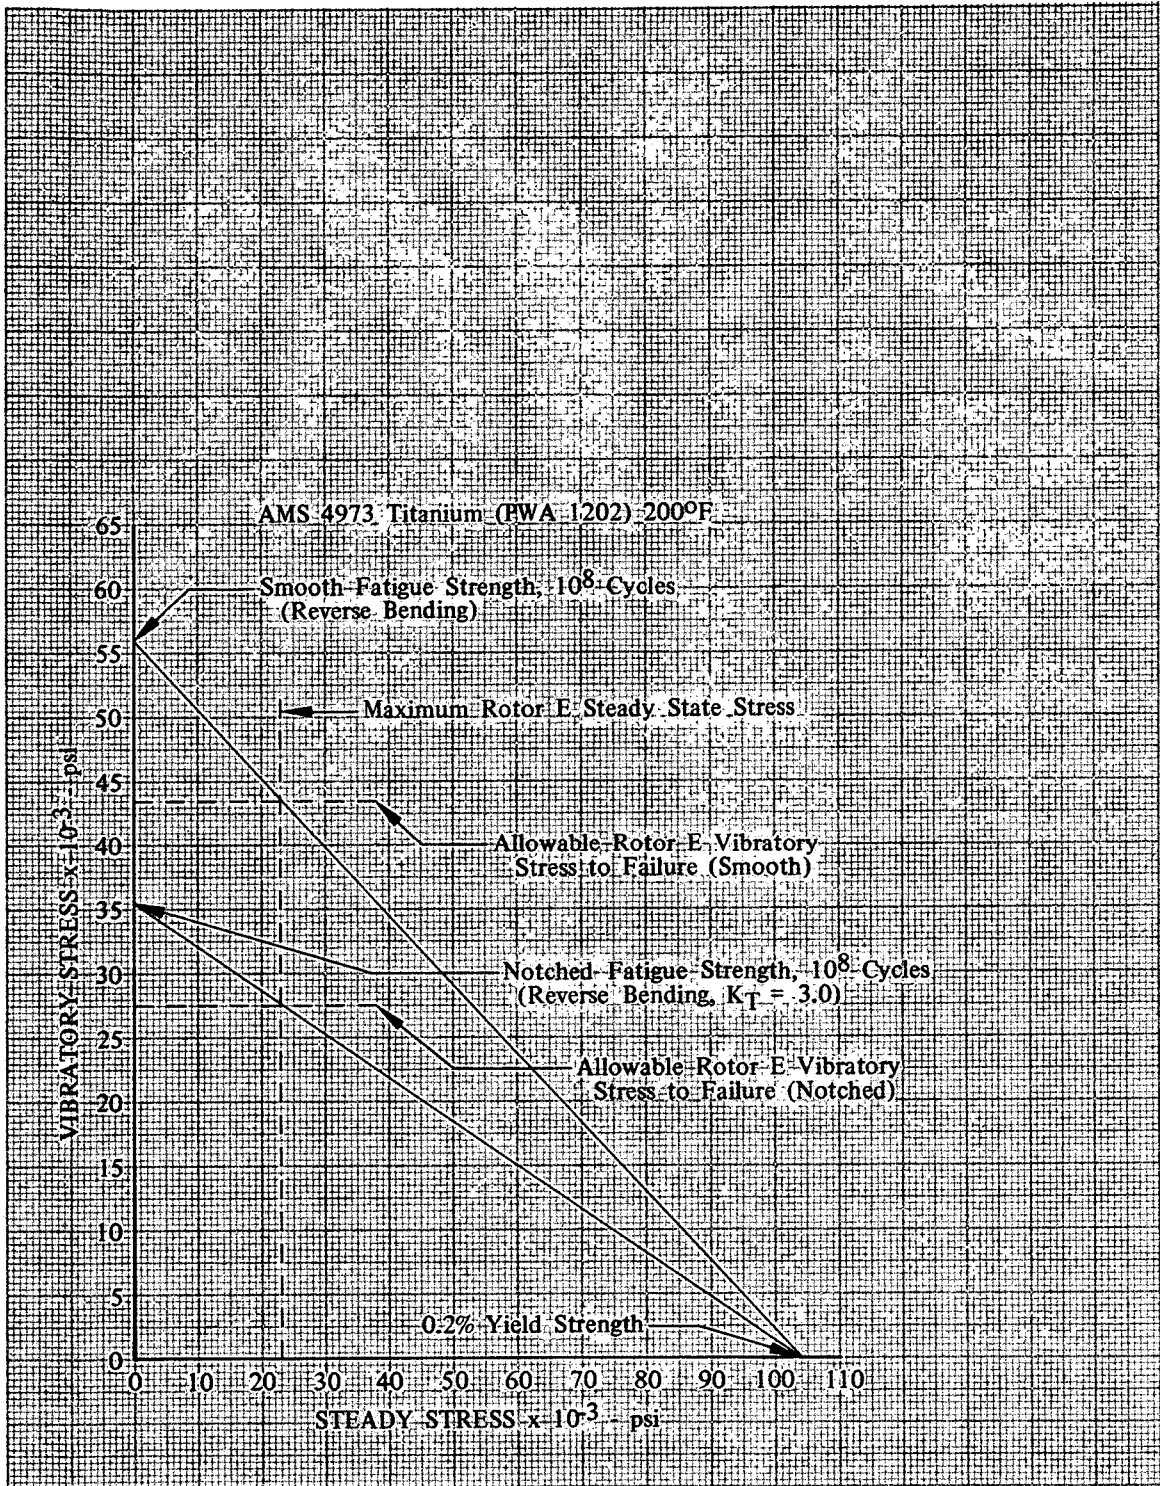 AMS 4973 Titanium (PWA 1202) 200°F
65
60
55
50
45
40
35
30
25
20
15
10
5
0
VIBRATORY STRESS x 10-3 - psi
Smooth Fatigue Strength, 10⁸ Cycles
(Reverse Bending)
Maximum Rotor E Steady State Stress
Allowable Rotor E Vibratory
Stress to Failure (Smooth)
Notched Fatigue Strength, 10⁸ Cycles
(Reverse Bending, KT = 3.0)
Allowable Rotor E Vibratory
Stress to Failure (Notched)
0.2% Yield Strength
0 10 20 30 40 50 60 70 80 90 100 110
STEADY STRESS x 10-3 - psi